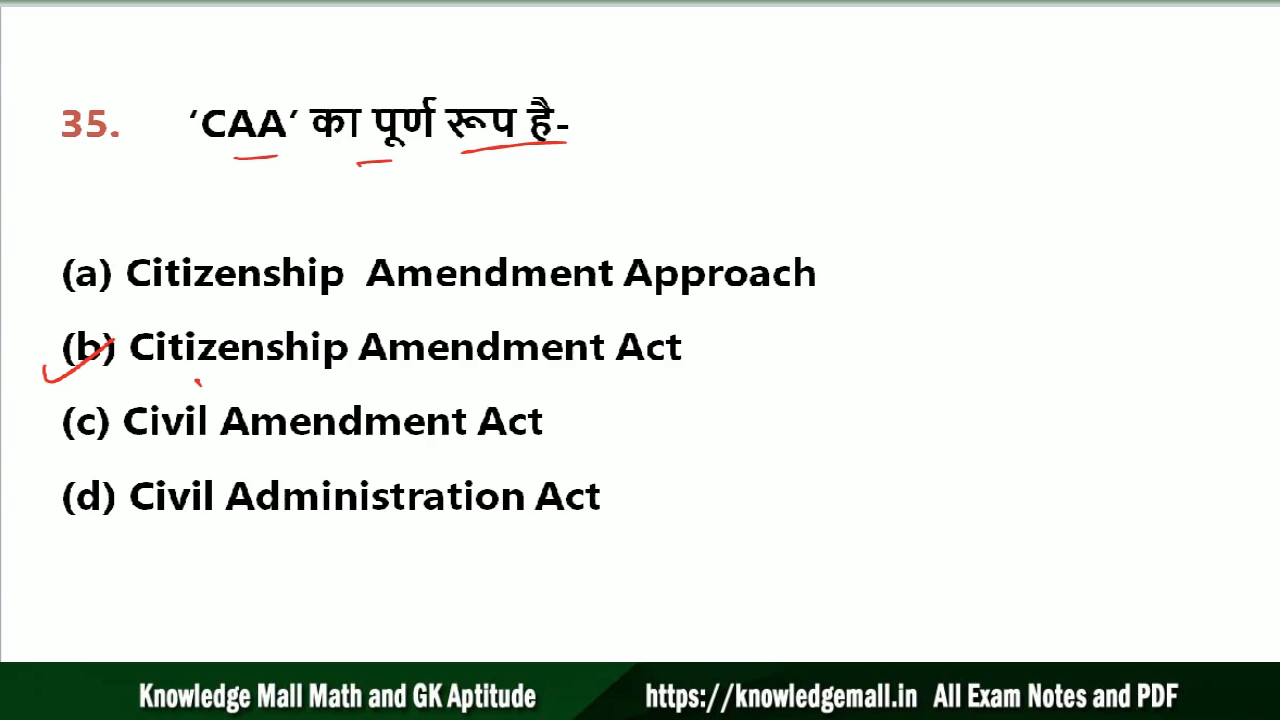 35. ’CAA’ का पूर्ण रूप है-
(a) Citizenship Amendment Approach
(b) Citizenship Amendment Act
(c) Civil Amendment Act
(d) Civil Administration Act
Knowledge Mall Math and GK Aptitude https://knowledgemall.in All Exam Notes and PDF